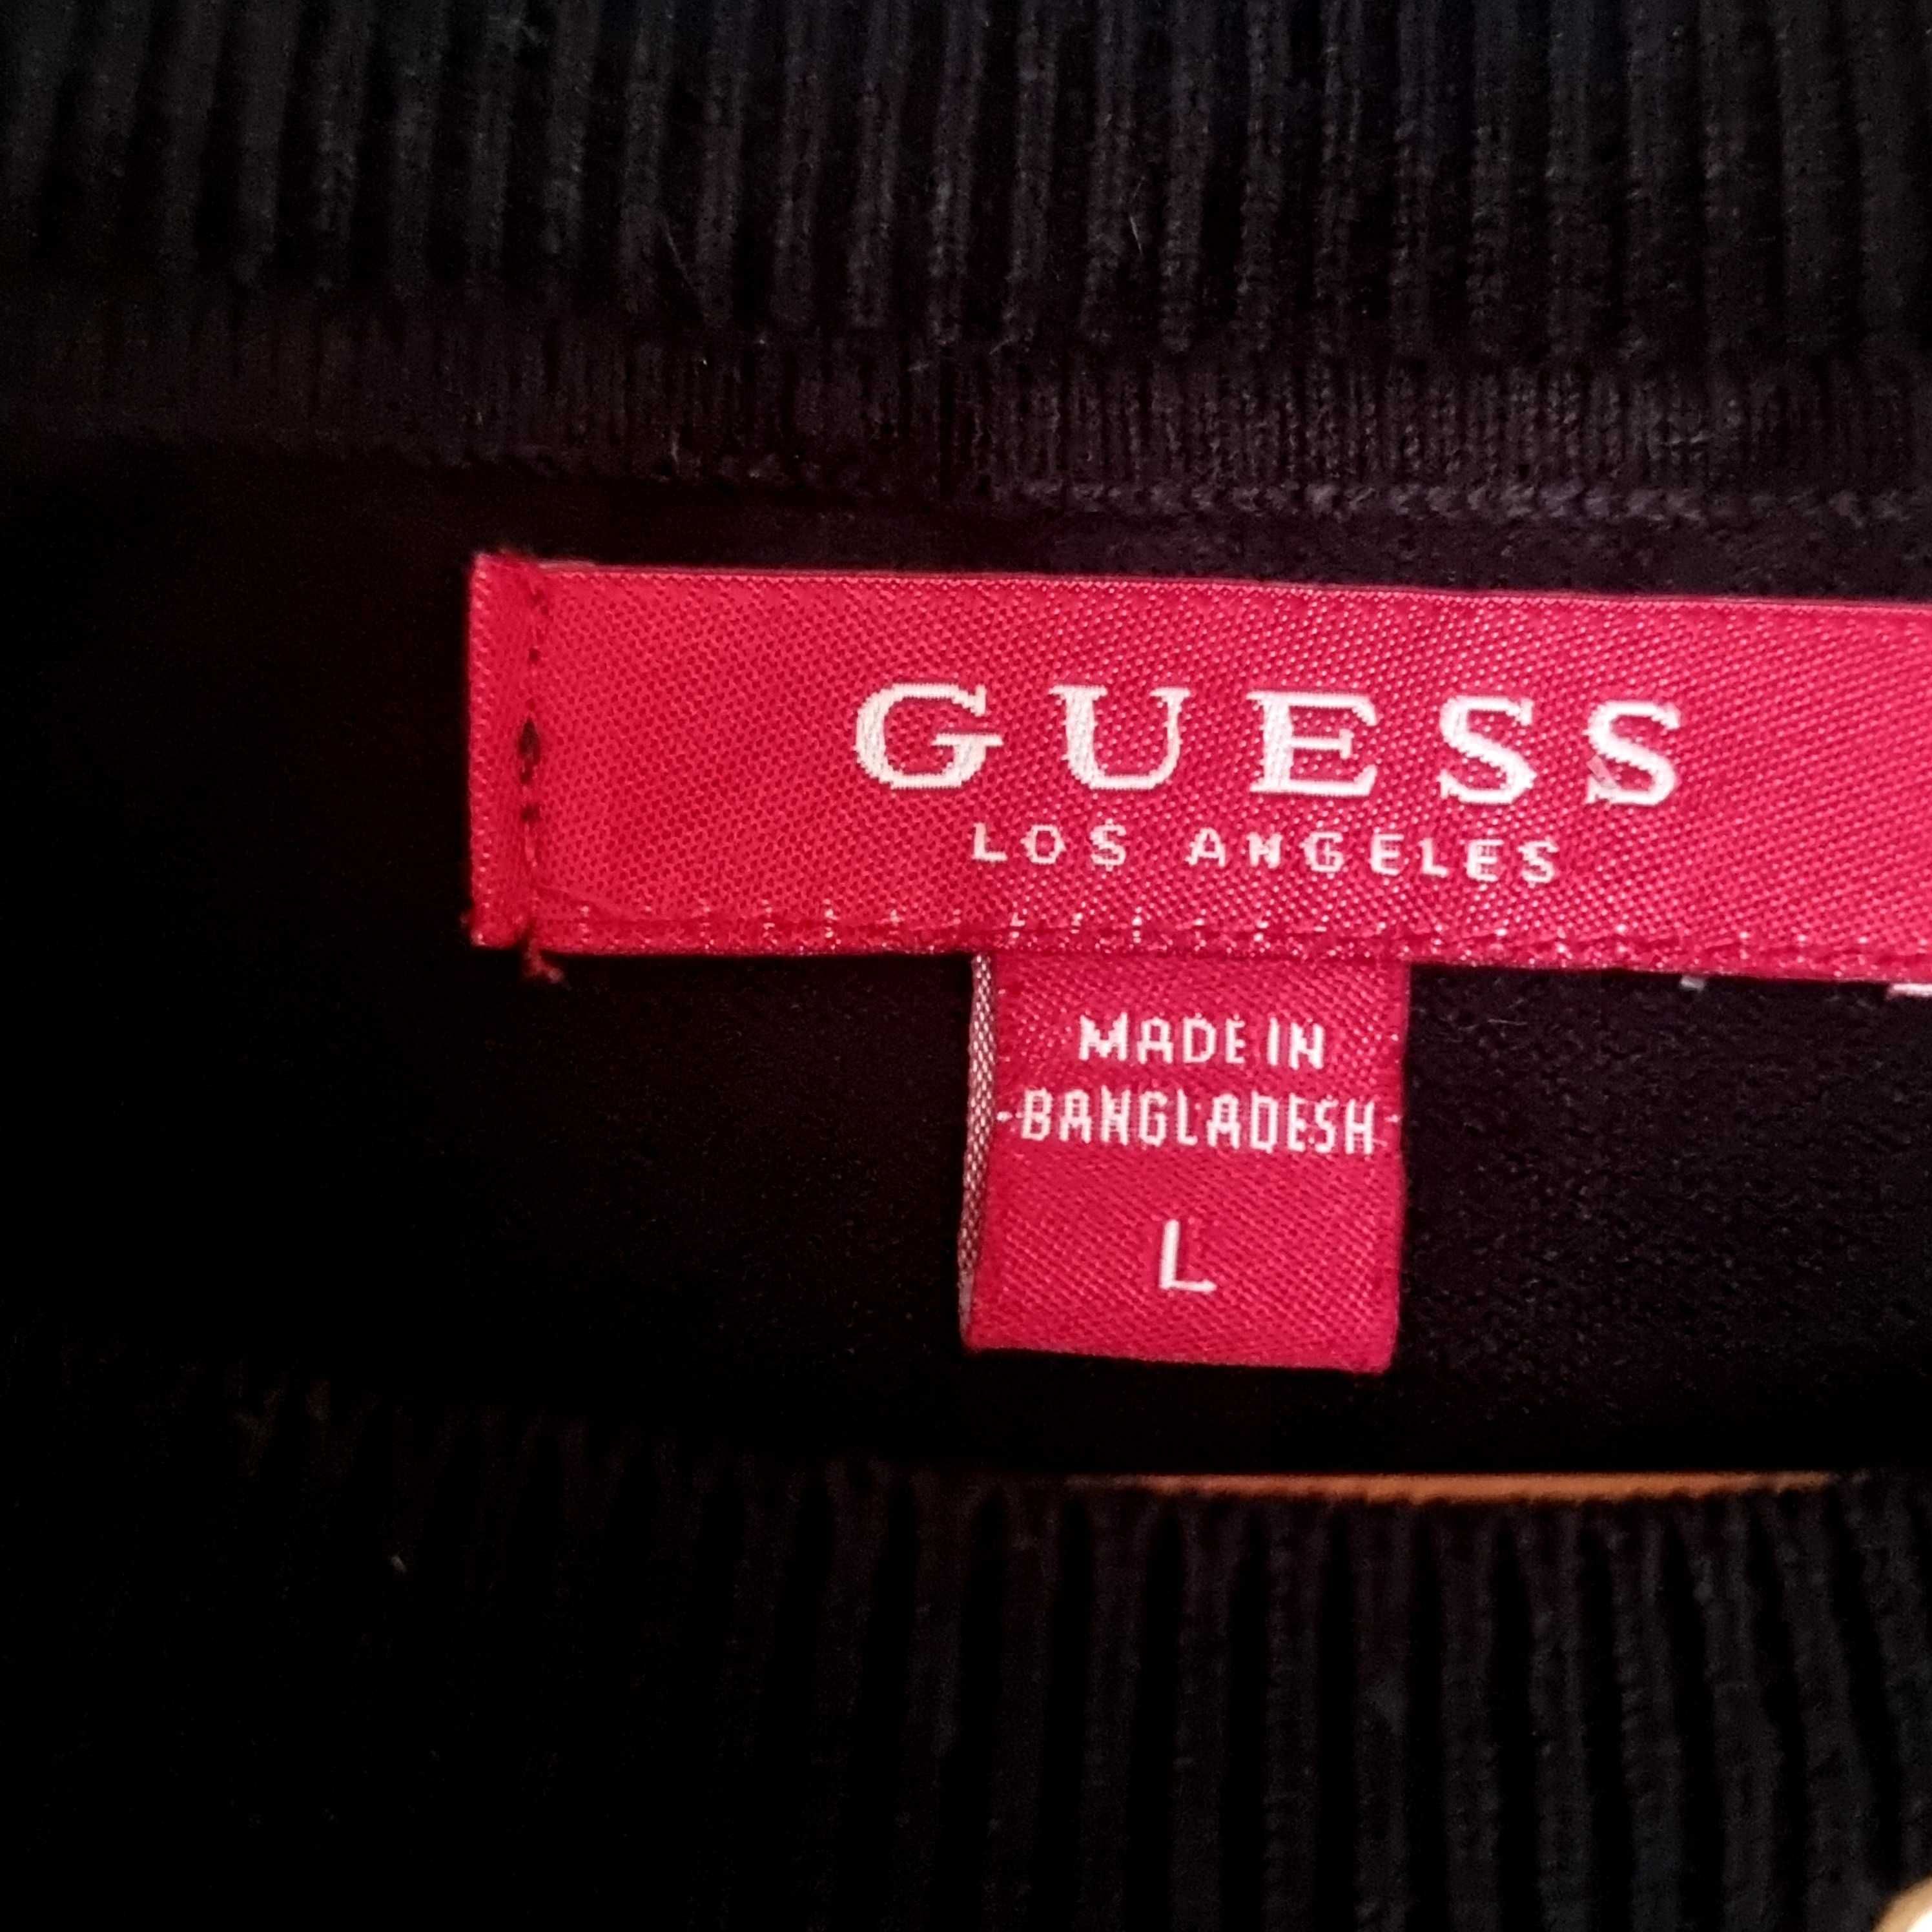 GUESS
LOS ANGELES
MADE IN
-BANGLADESH-
L